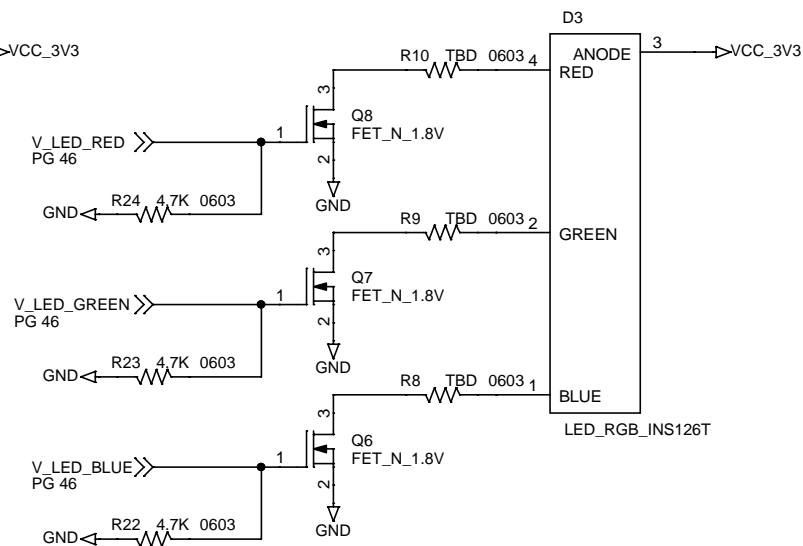 D3
VCC_3V3
R10 TBD 0603 4
ANODE 3 VCC_3V3
RED
3
Q8
FET_N_1.8V
V_LED_RED 1
PG 46
2
R24 4.7K 0603
GND
GND
R9 TBD 0603 2
GREEN
3
Q7
FET_N_1.8V
V_LED_GREEN 1
PG 46
2
R23 4.7K 0603
GND
GND
R8 TBD 0603 1
BLUE
3
LED_RGB_INS126T
Q6
FET_N_1.8V
V_LED_BLUE 1
PG 46
2
R22 4.7K 0603
GND
GND